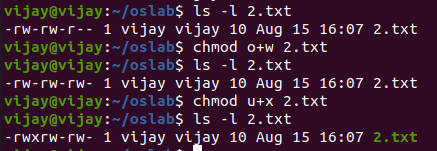 vijay@vijay:~/oslab$ ls -l 2.txt
-rw-rw-r-- 1 vijay vijay 10 Aug 15 16:07 2.txt
vijay@vijay:~/oslab$ chmod o+w 2.txt
vijay@vijay:~/oslab$ ls -l 2.txt
-rw-rw-rw- 1 vijay vijay 10 Aug 15 16:07 2.txt
vijay@vijay:~/oslab$ chmod u+x 2.txt
vijay@vijay:~/oslab$ ls -l 2.txt
-rwxrw-rw- 1 vijay vijay 10 Aug 15 16:07 2.txt